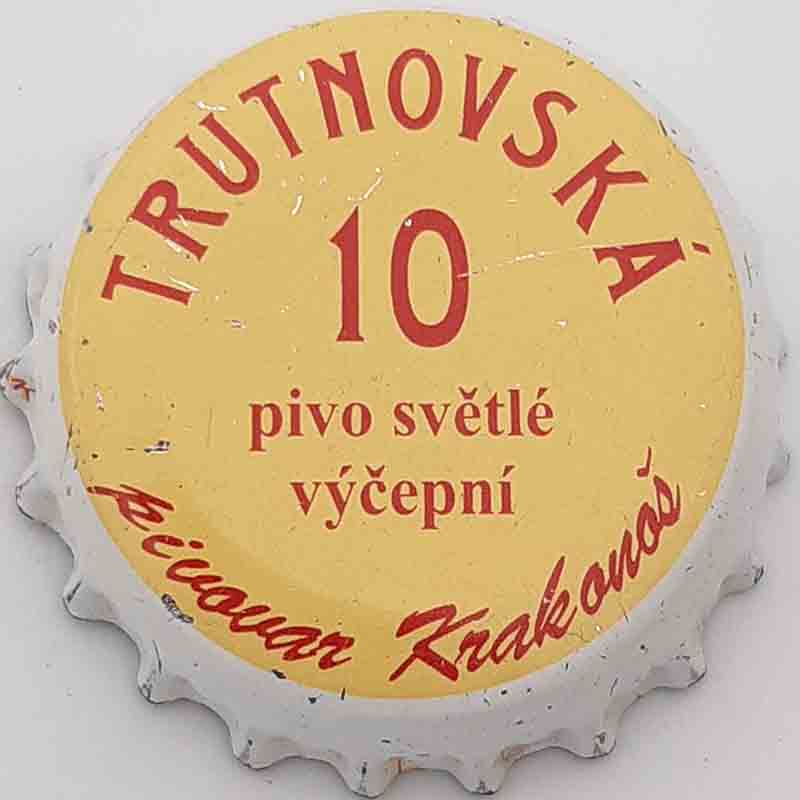 TRUTNOVSKÁ
10
pivo světlé
výčepní
pivovar Krakonoš